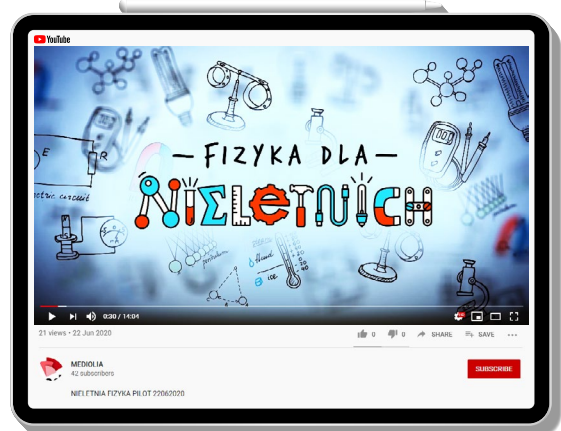 YouTube
E
R
— FIZYKA DLA —
NIELETNICH
0:30 / 14:04
21 views • 22 Jun 2020
0
0
SHARE
SAVE
MEDIOLIA
42 subscribers
SUBSCRIBE
NIELETNIA FIZYKA PILOT 22062020